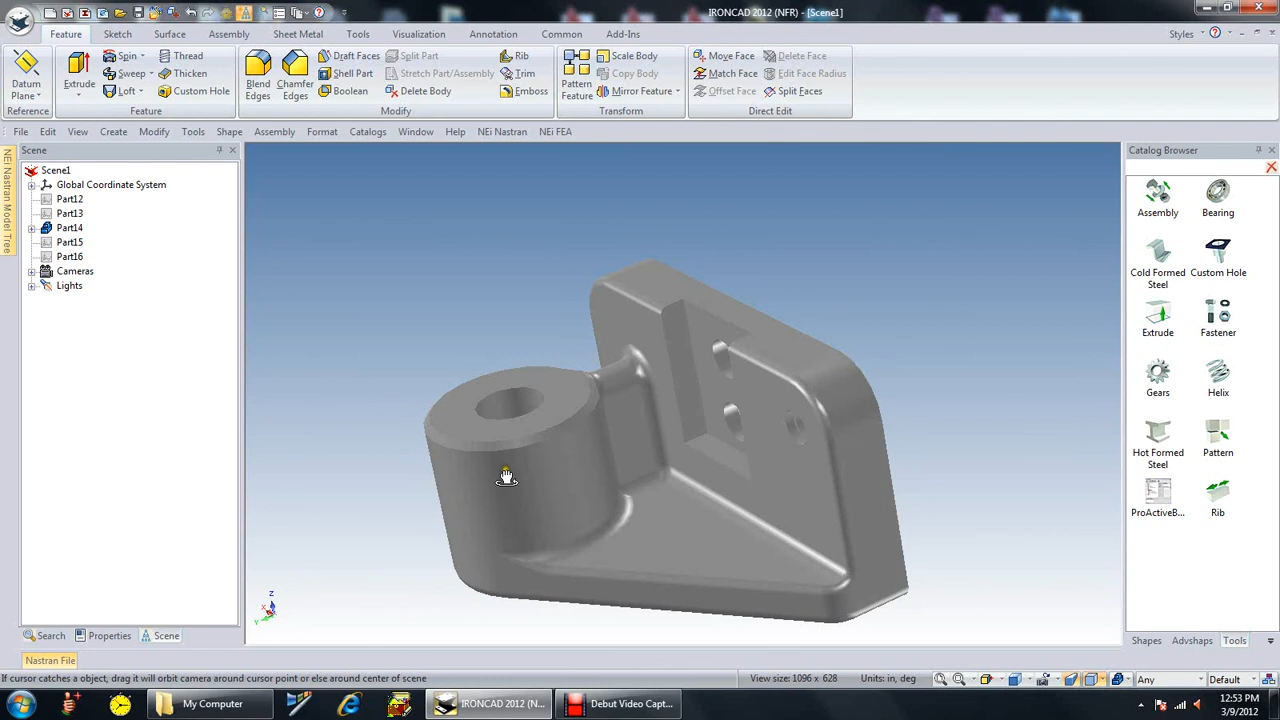 IRONCAD 2012 (NFR) - [Scene1]
Feature Sketch Surface Assembly Sheet Metal Tools Visualization Annotation Common Add-Ins Styles
Datum Plane
Reference
Extrude Spin Sweep Loft Thread Thicken Custom Hole
Feature
Blend Edges Chamfer Edges Draft Faces Shell Part Boolean Split Part Stretch Part/Assembly Delete Body Rib Trim Emboss
Modify
Pattern Feature Scale Body Copy Body Mirror Feature
Transform
Move Face Match Face Offset Face Delete Face Edit Face Radius Split Faces
Direct Edit
File Edit View Create Modify Tools Shape Assembly Format Catalogs Window Help NEi Nastran NEi FEA
NEi Nastran Model Tree
Scene
Scene1
Global Coordinate System
Part12
Part13
Part14
Part15
Part16
Cameras
Lights
Z
X
Y
Catalog Browser
Assembly Bearing
Cold Formed Steel Custom Hole
Extrude Fastener
Gears Helix
Hot Formed Steel Pattern
ProActiveB... Rib
Search Properties Scene
Shapes Advshaps Tools
Nastran File
If cursor catches a object, drag it will orbit camera around cursor point or else around center of scene
View size: 1096 x 628 Units: in, deg Any Default
My Computer IRONCAD 2012 (N... Debut Video Capt...
12:53 PM
3/9/2012